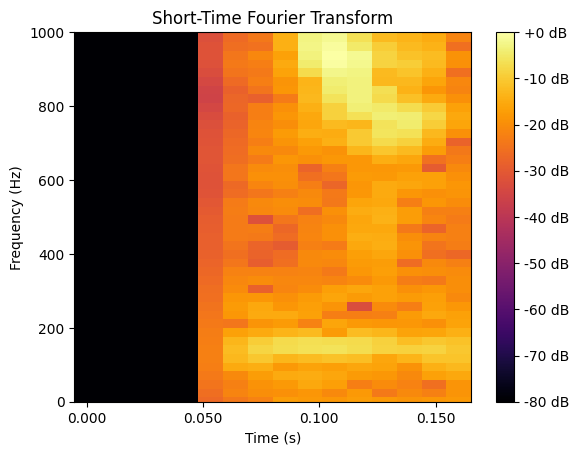 Short-Time Fourier Transform
1000
800
600
400
200
0
Frequency (Hz)
0.000
0.050
0.100
0.150
Time (s)
+0 dB
-10 dB
-20 dB
-30 dB
-40 dB
-50 dB
-60 dB
-70 dB
-80 dB